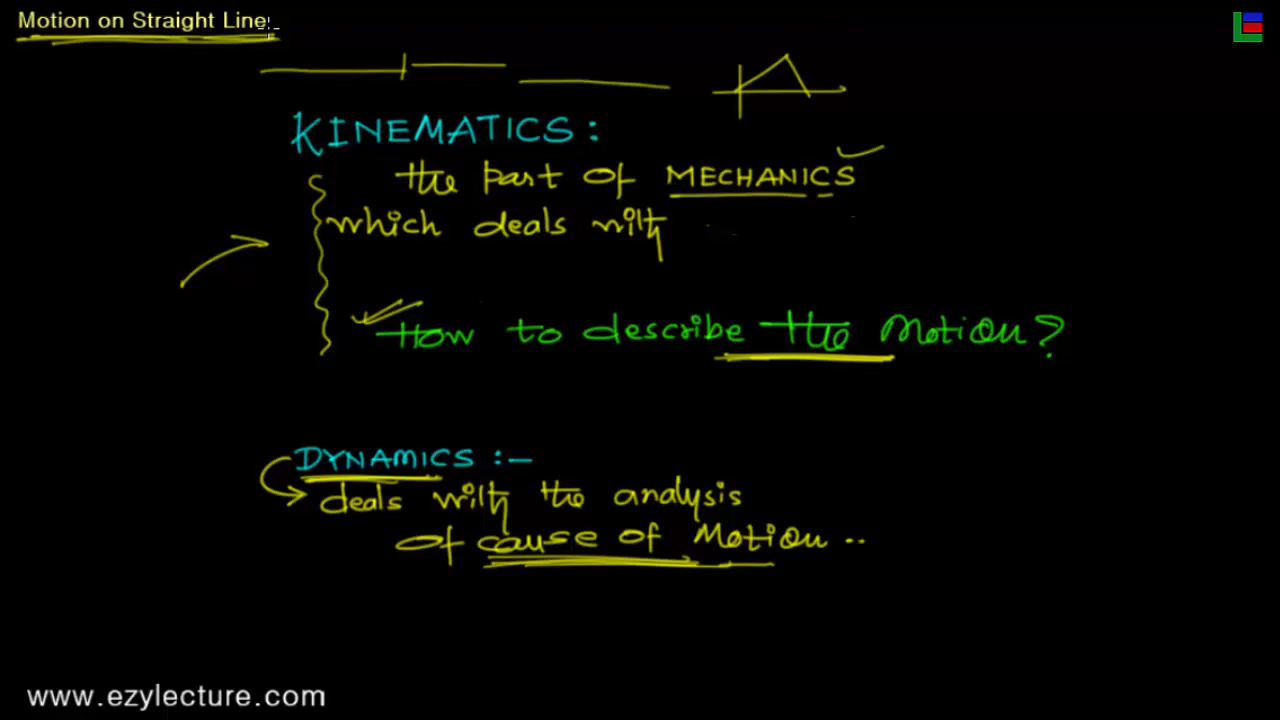 Motion on Straight Line
KINEMATICS:
the part of MECHANICS
which deals with
How to describe the Motion?
DYNAMICS:-
deals with the analysis
of cause of Motion..
www.ezylecture.com